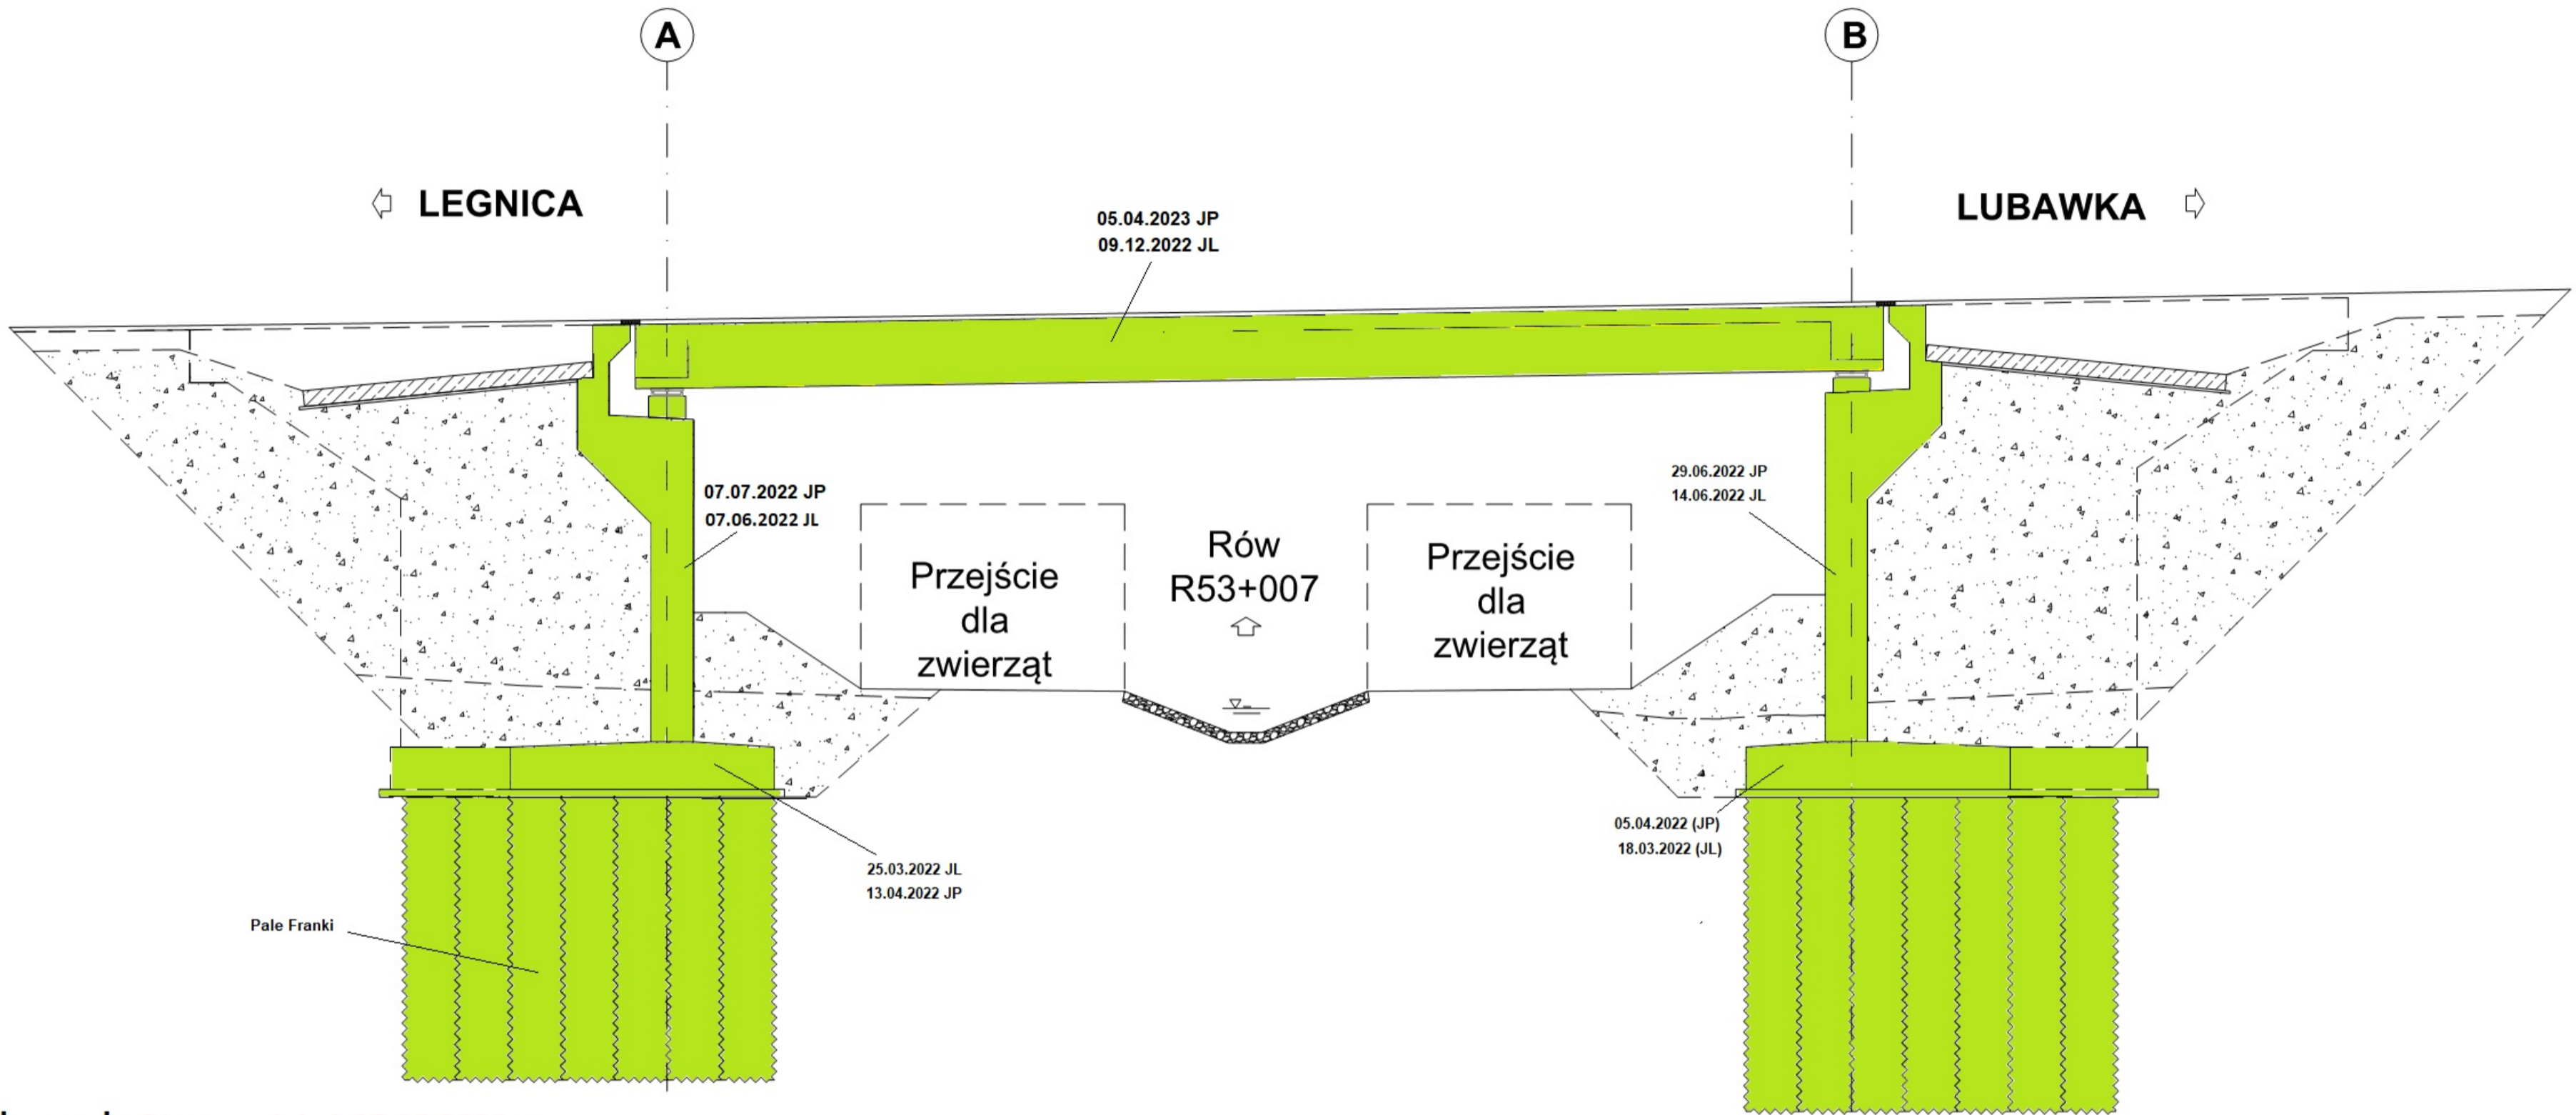 A
B
LEGNICA
LUBAWKA
05.04.2023 JP
09.12.2022 JL
07.07.2022 JP
07.06.2022 JL
29.06.2022 JP
14.06.2022 JL
Przejście
dla
zwierząt
Rów
R53+007
Przejście
dla
zwierząt
25.03.2022 JL
13.04.2022 JP
05.04.2022 (JP)
18.03.2022 (JL)
Pale Franki